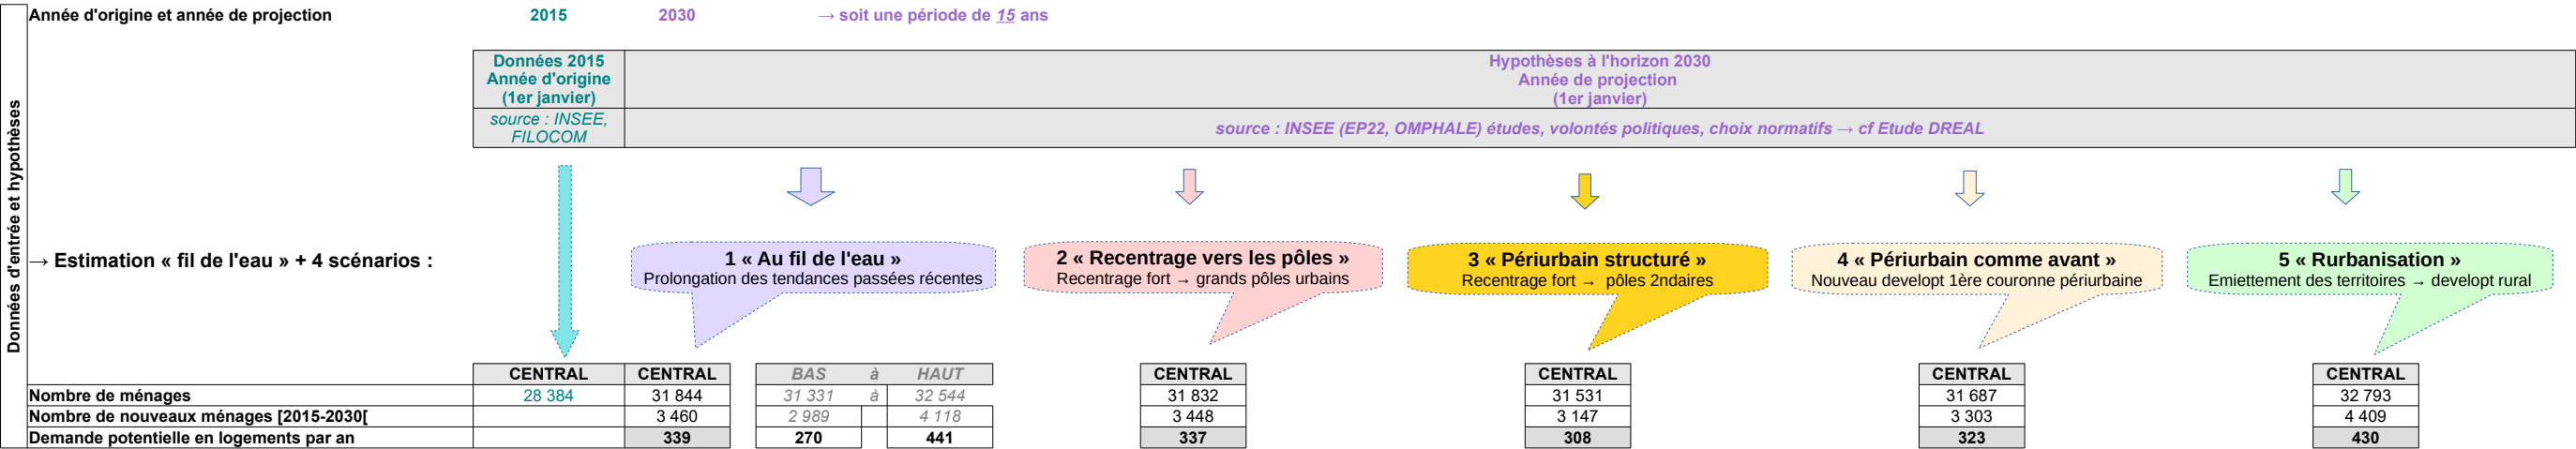 Année d'origine et année de projection 2015 2030 → soit une période de 15 ans
Données 2015
Année d'origine
(1er janvier)
Hypothèses à l'horizon 2030
Année de projection
(1er janvier)
source : INSEE,
FILOCOM
source : INSEE (EP22, OMPHALE) études, volontés politiques, choix normatifs → cf Etude DREAL
Données d'entrée et hypothèses
→ Estimation « fil de l'eau » + 4 scénarios :
1 « Au fil de l'eau »
Prolongation des tendances passées récentes
2 « Recentrage vers les pôles »
Recentrage fort → grands pôles urbains
3 « Périurbain structuré »
Recentrage fort → pôles 2ndaires
4 « Périurbain comme avant »
Nouveau developt 1ère couronne périurbaine
5 « Rurbanisation »
Emiettement des territoires → developt rural
CENTRAL CENTRAL BAS à HAUT CENTRAL CENTRAL CENTRAL CENTRAL
Nombre de ménages 28 384 31 844 31 331 à 32 544 31 832 31 531 31 687 32 793
Nombre de nouveaux ménages [2015-2030[ 3 460 2 989 4 118 3 448 3 147 3 303 4 409
Demande potentielle en logements par an 339 270 441 337 308 323 430